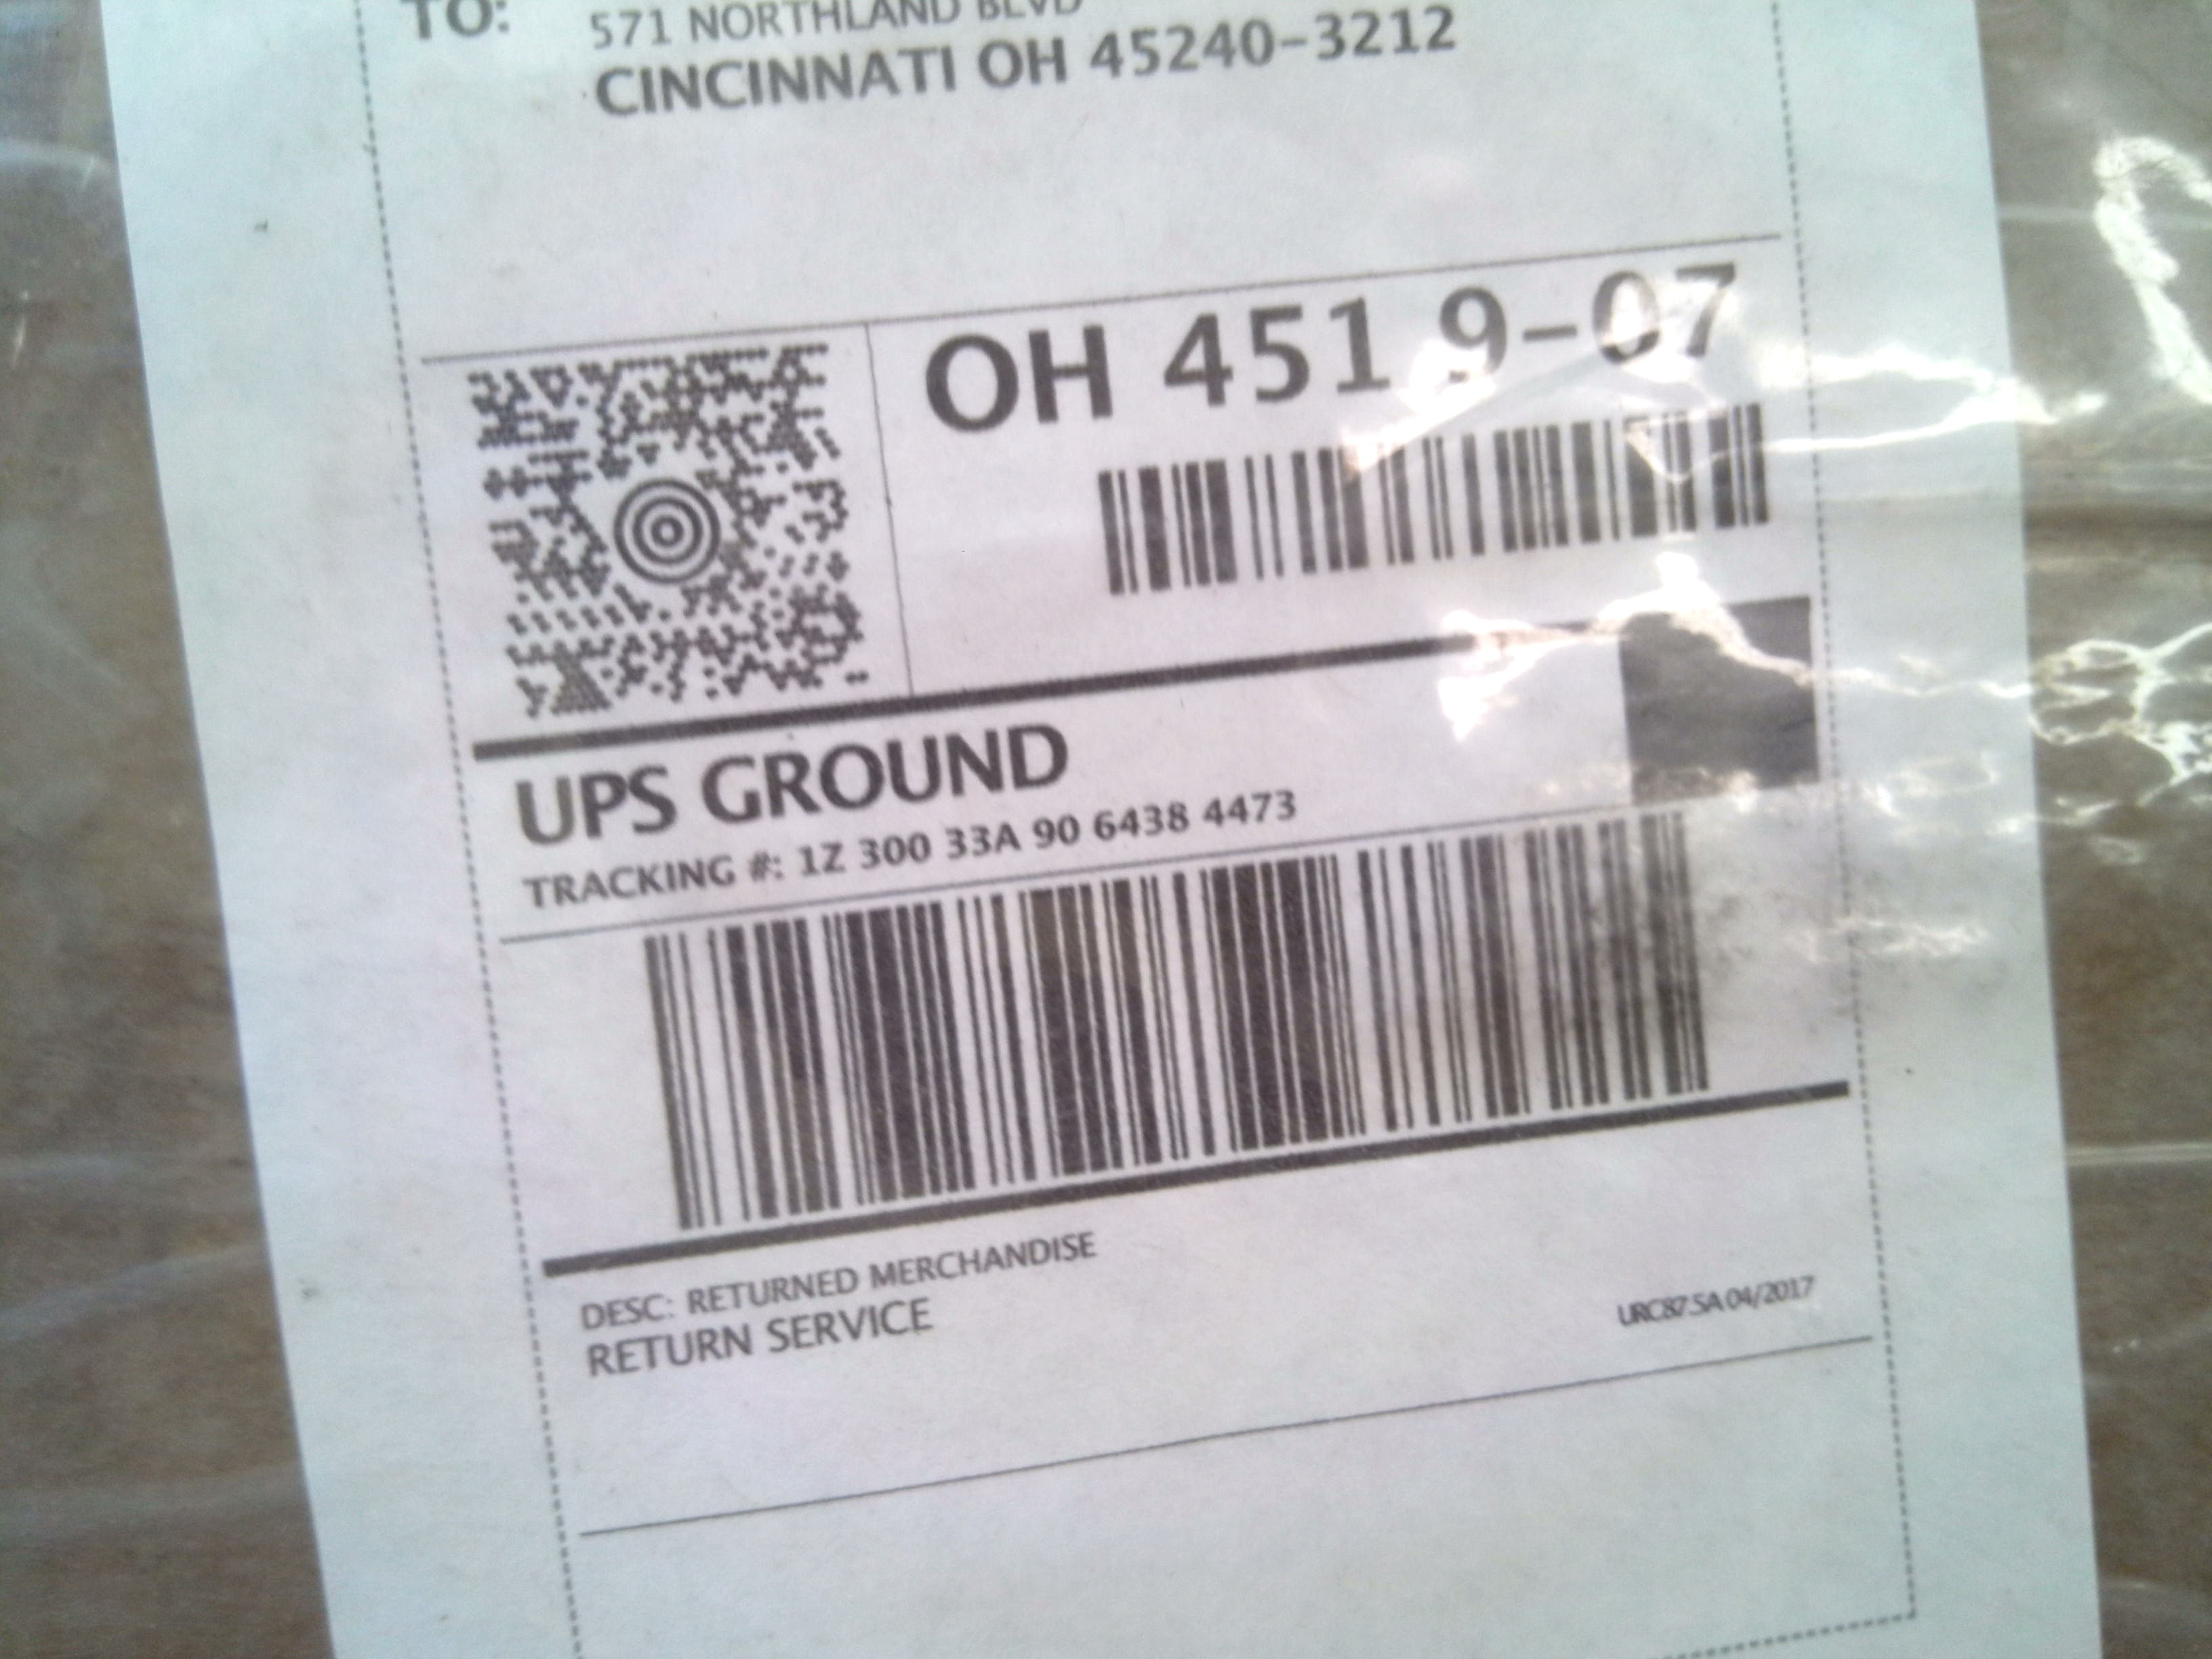 TO:
571 NORTHLAND BLVD
CINCINNATI OH 45240-3212
OH 451 9-07
UPS GROUND
TRACKING #: 1Z 300 33A 90 6438 4473
DESC: RETURNED MERCHANDISE
RETURN SERVICE
URC87.5A 04/2017